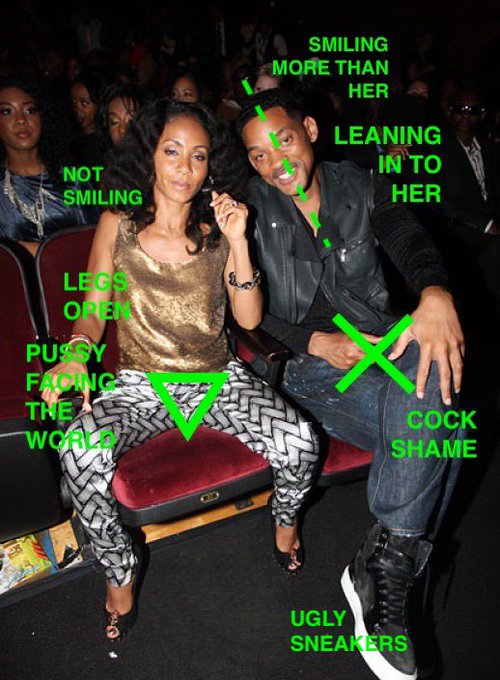 SMILING
MORE THAN
HER
LEANING
IN TO
HER
NOT
SMILING
LEGS
OPEN
PUSSY
FACING
THE
WORLD
COCK
SHAME
UGLY
SNEAKERS